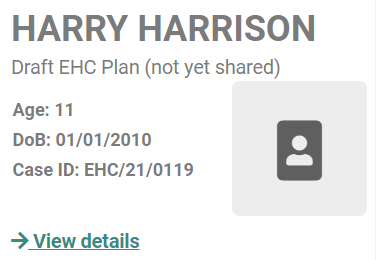 HARRY HARRISON
Draft EHC Plan (not yet shared)
Age: 11
DoB: 01/01/2010
Case ID: EHC/21/0119
View details